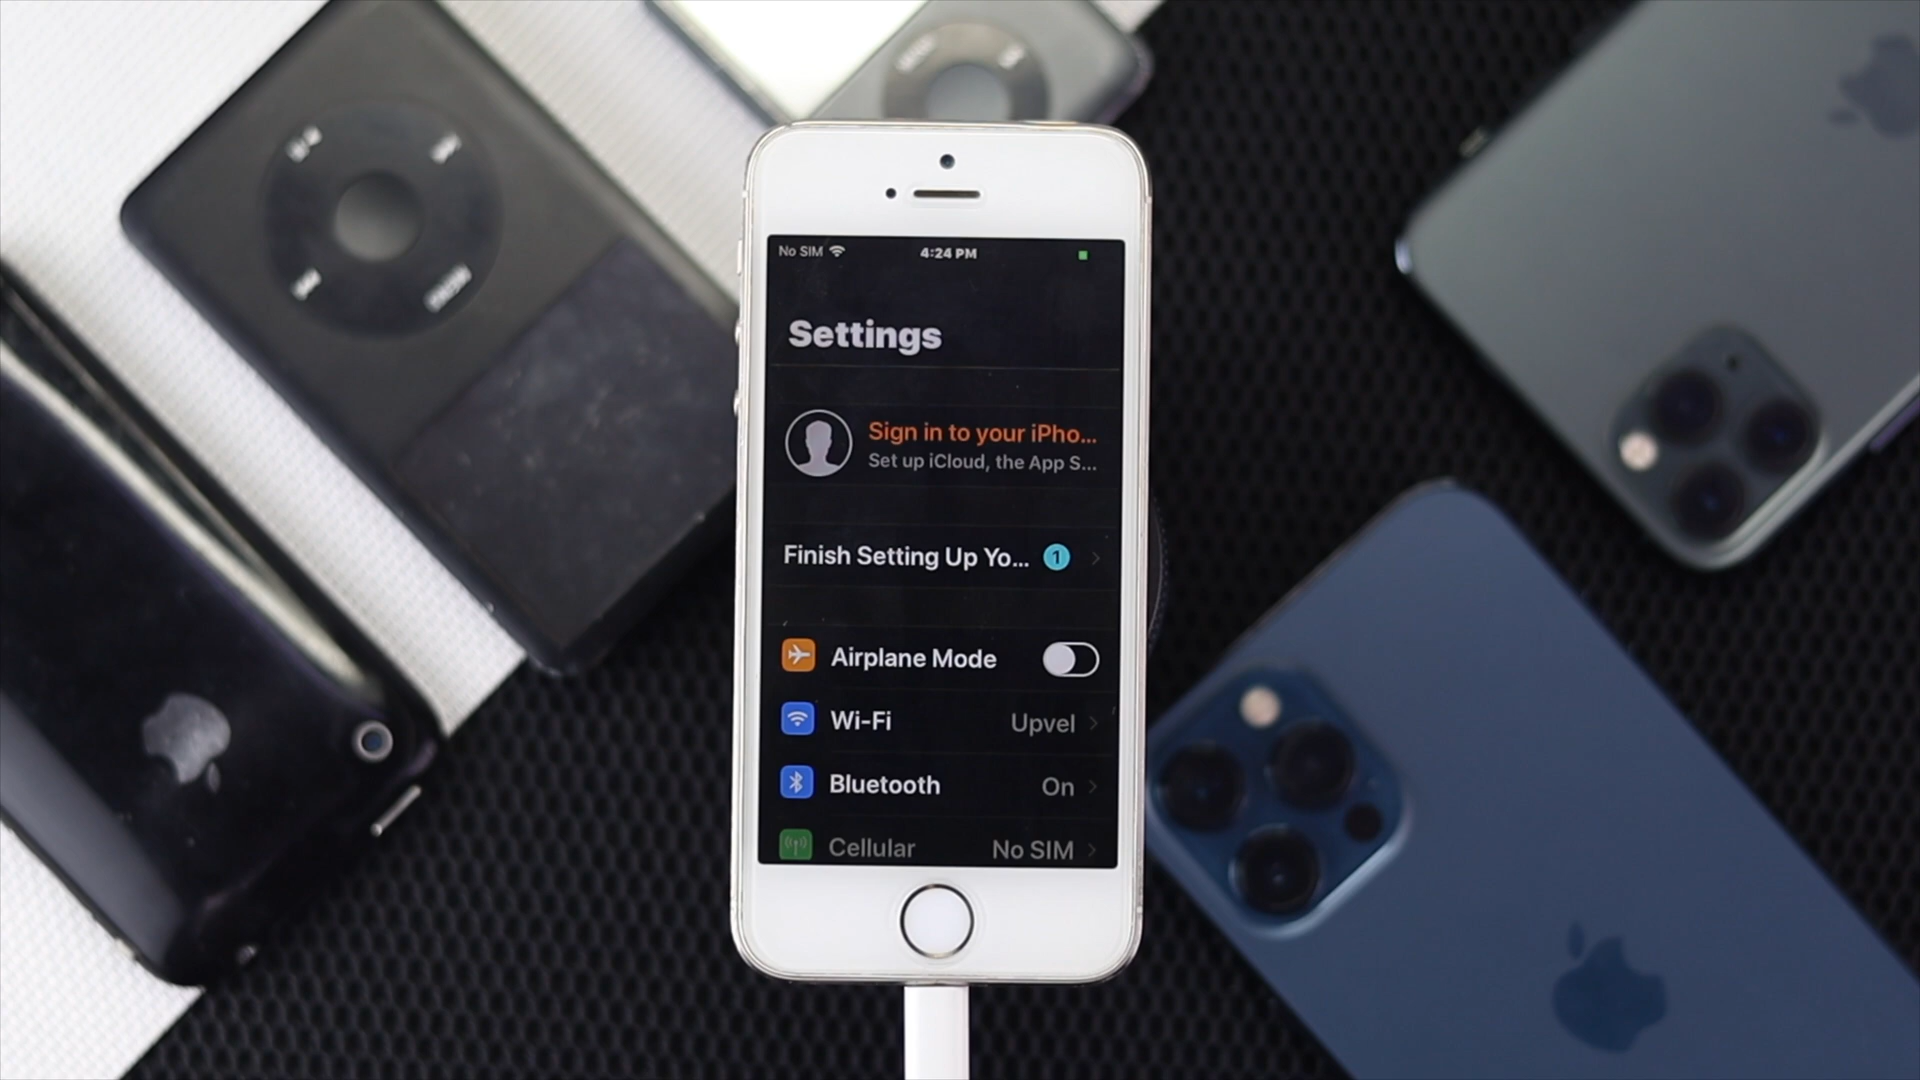 No SIM
4:24 PM
Settings
Sign in to your iPho...
Set up iCloud, the App S...
Finish Setting Up Yo... 1
Airplane Mode
Wi-Fi Upvel
Bluetooth On
Cellular No SIM